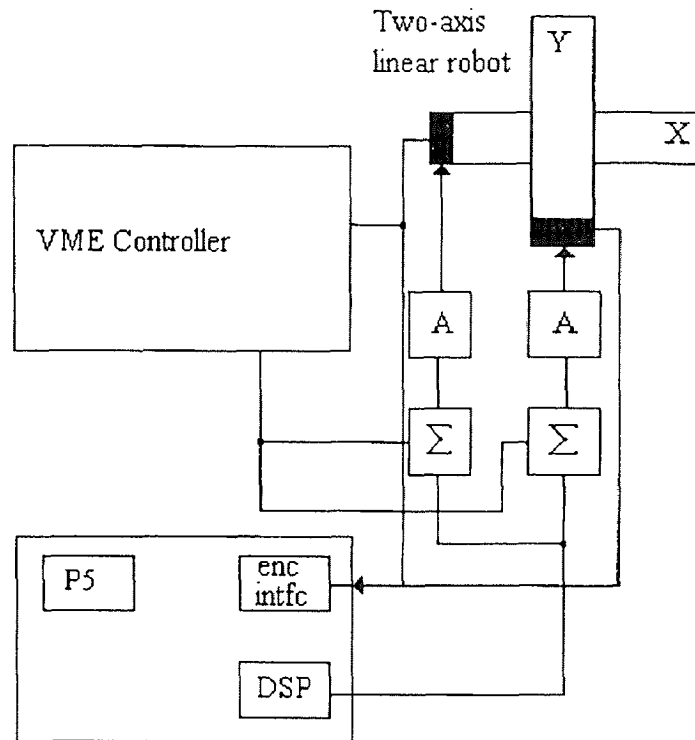 Two-axis
linear robot
Y
X
VME Controller
A
A
Σ
Σ
P5
enc
intfc
DSP